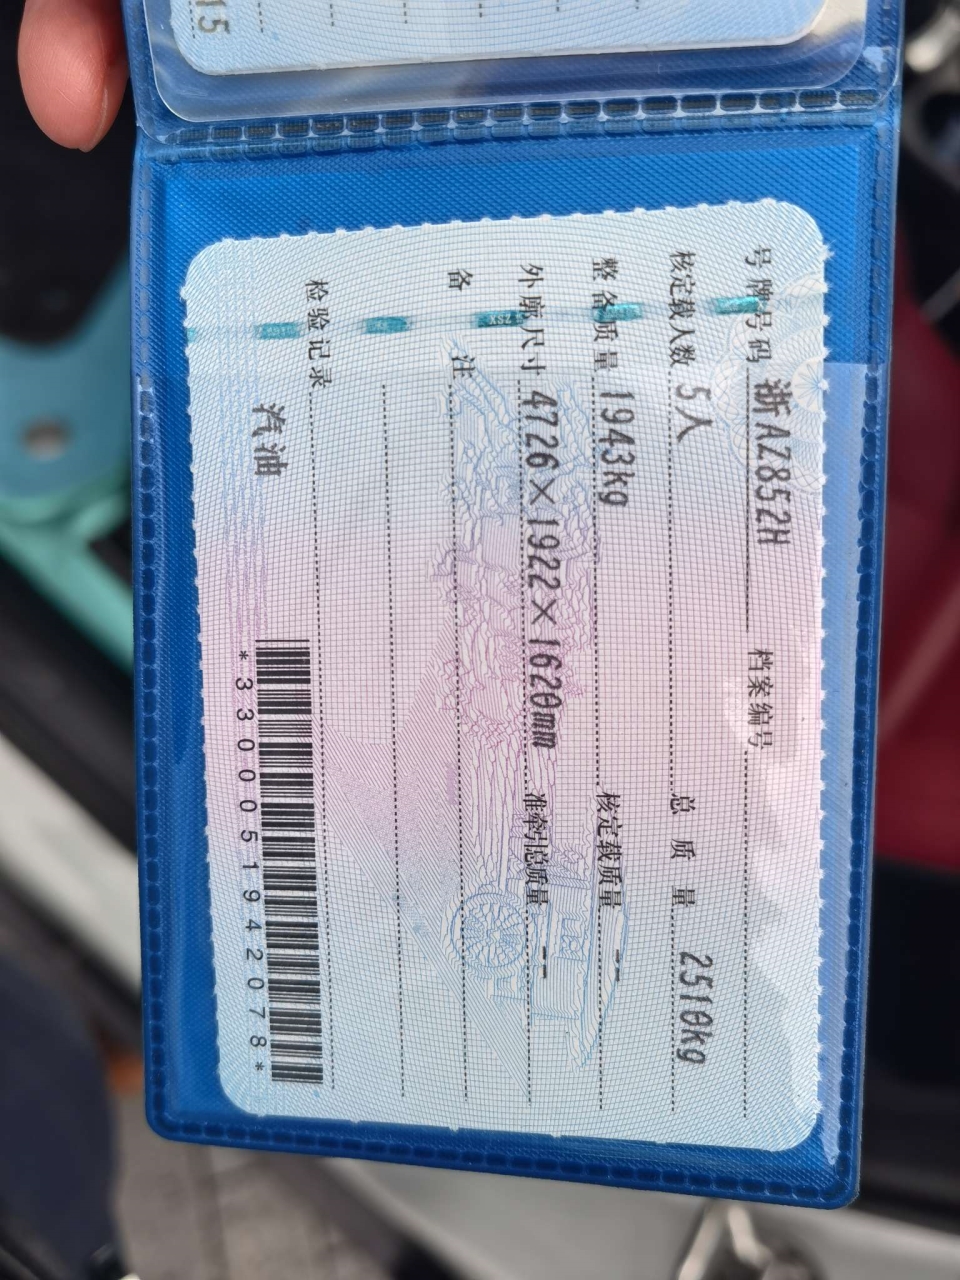 15
号牌号码 浙AZ852H 档案编号
核定载人数 5人 总质量 2510kg
整备质量 1943kg 核定载质量 --
外廓尺寸 4726×1922×1620mm 准牵引总质量 ---
备注
检验记录
汽油
*3300051942078*